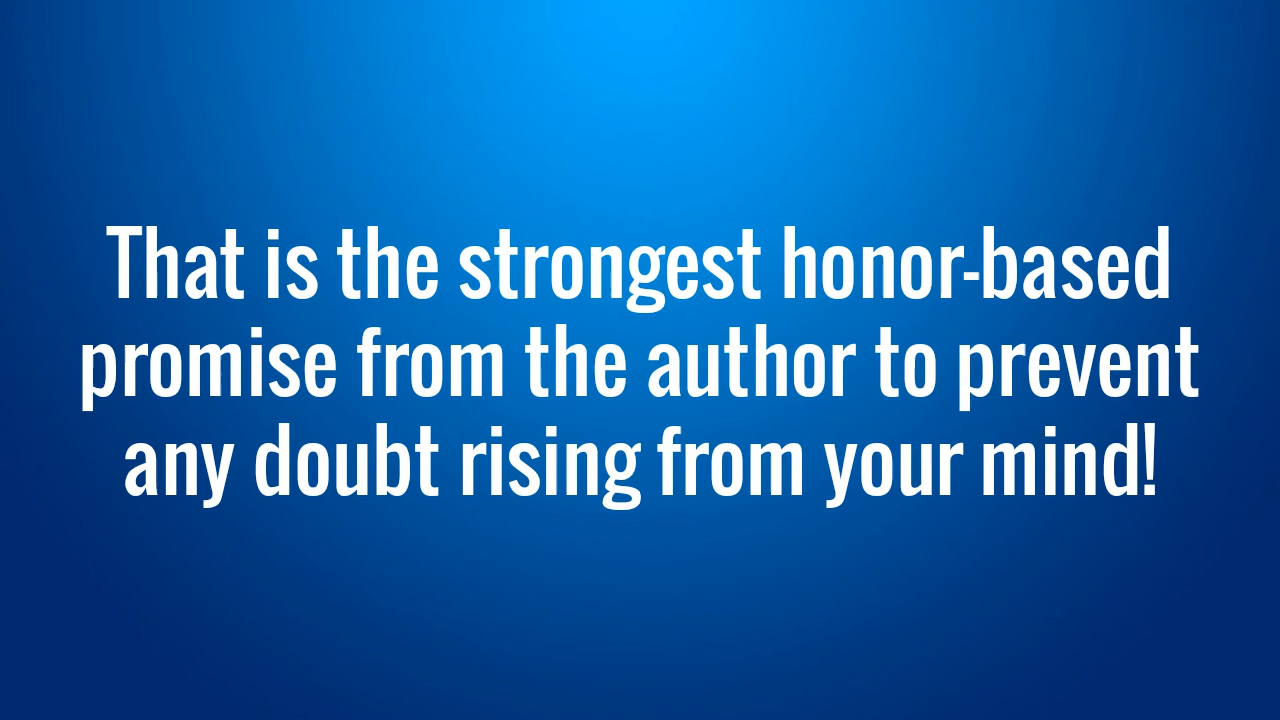 That is the strongest honor-based
promise from the author to prevent
any doubt rising from your mind!